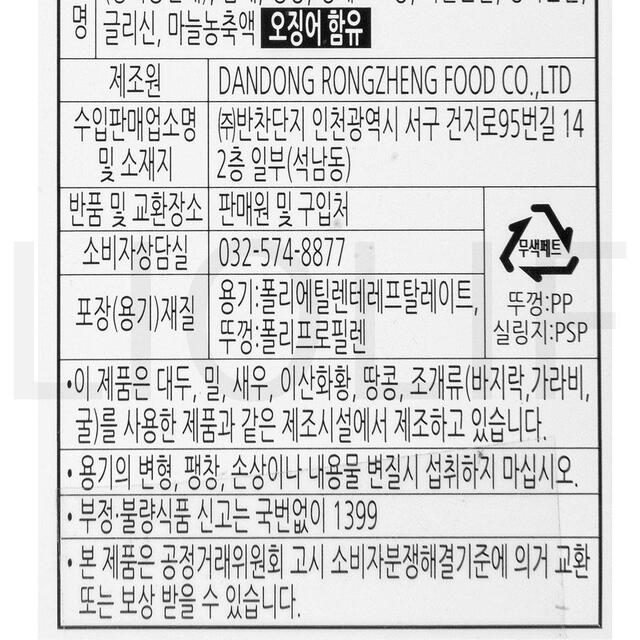 명
글리신, 마늘농축액 오징어 함유
제조원
DANDONG RONGZHENG FOOD CO.,LTD
수입판매업소명
및 소재지
㈜반찬단지 인천광역시 서구 건지로95번길 14
2층 일부(석남동)
반품 및 교환장소
판매원 및 구입처
소비자상담실
032-574-8877
포장(용기)재질
용기:폴리에틸렌테레프탈레이트,
뚜껑:폴리프로필렌
무색페트
뚜껑:PP
실링지:PSP
•이 제품은 대두, 밀, 새우, 이산화황, 땅콩, 조개류(바지락,가라비,
굴)를 사용한 제품과 같은 제조시설에서 제조하고 있습니다.
• 용기의 변형, 팽창, 손상이나 내용물 변질시 섭취하지 마십시오.
• 부정·불량식품 신고는 국번없이 1399
• 본 제품은 공정거래위원회 고시 소비자분쟁해결기준에 의거 교환
또는 보상 받을 수 있습니다.